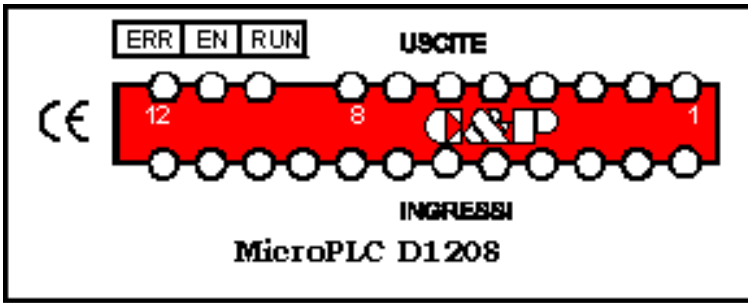 ERR EN RUN USCITE
CE
12 8 1
C&P
INGRESSI
MicroPLC D1208